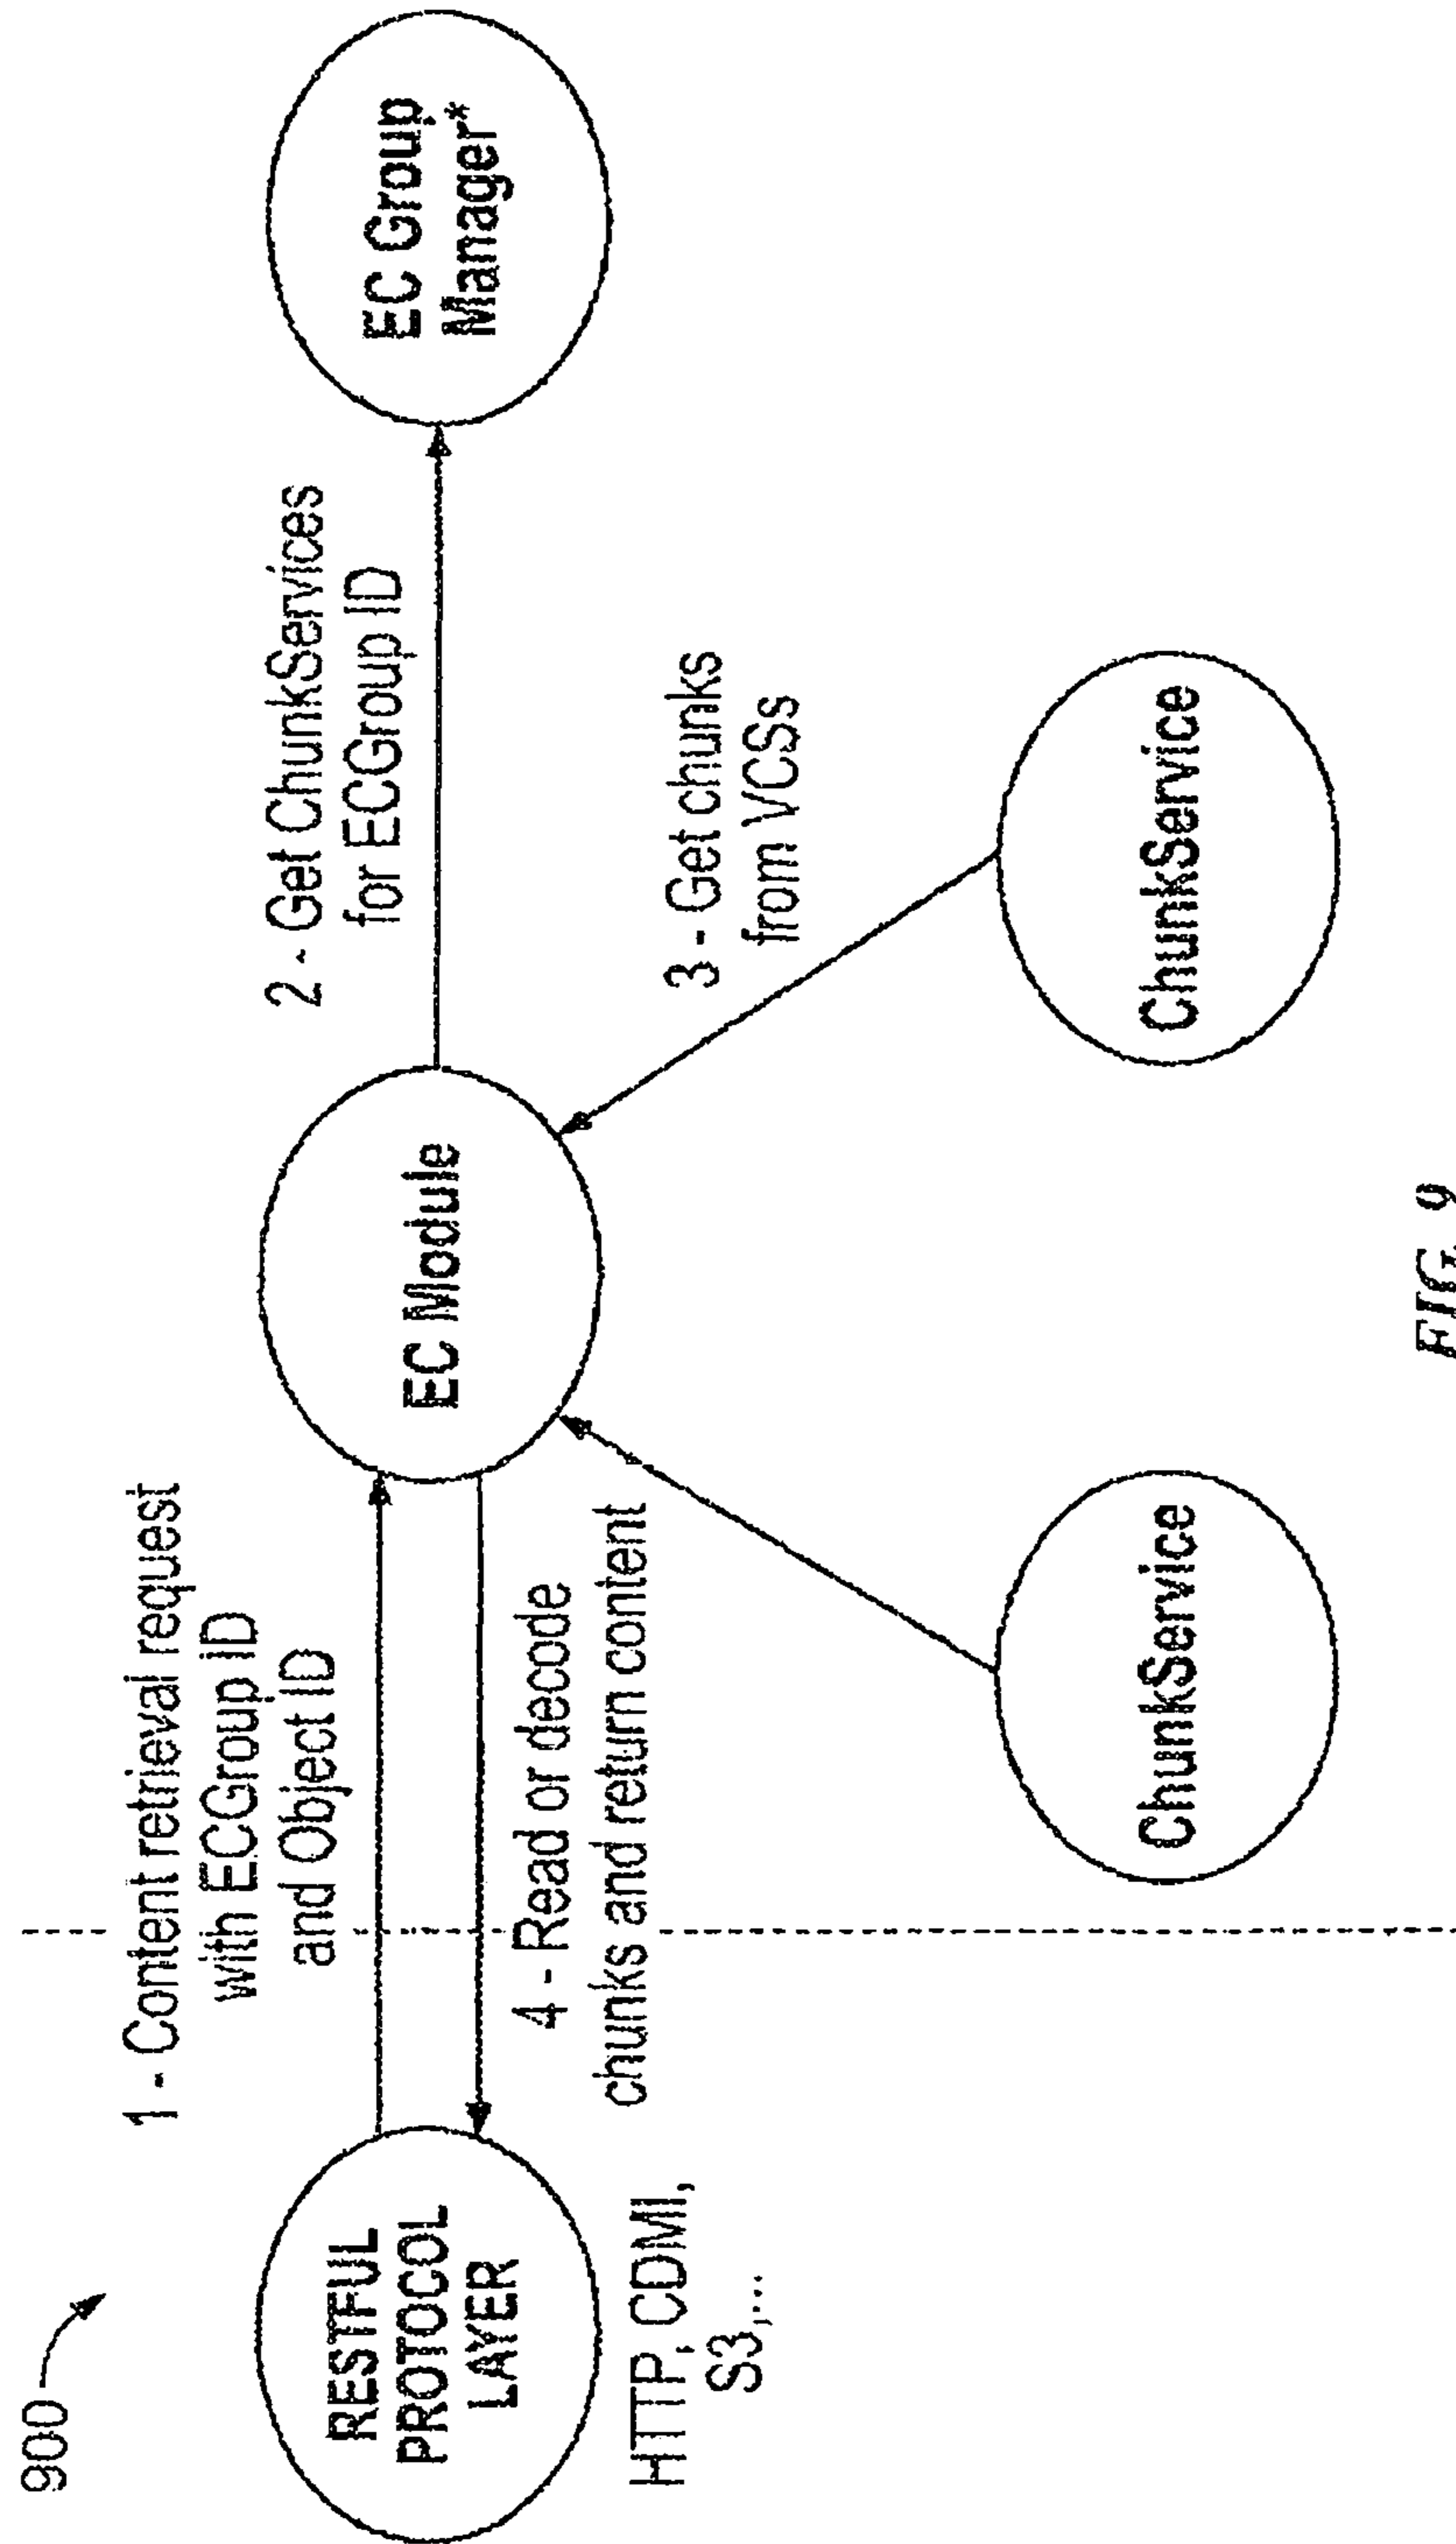 900
1 - Content retrieval request
with ECGroup ID
and Object ID
2 - Get ChunkServices
for ECGroup ID
RESTFUL
PROTOCOL
LAYER
EC Module
EC Group
Manager*
4 - Read or decode
chunks and return content
3 - Get chunks
from VCSs
HTTP, CDMI,
S3,...
ChunkService
ChunkService
FIG. 9